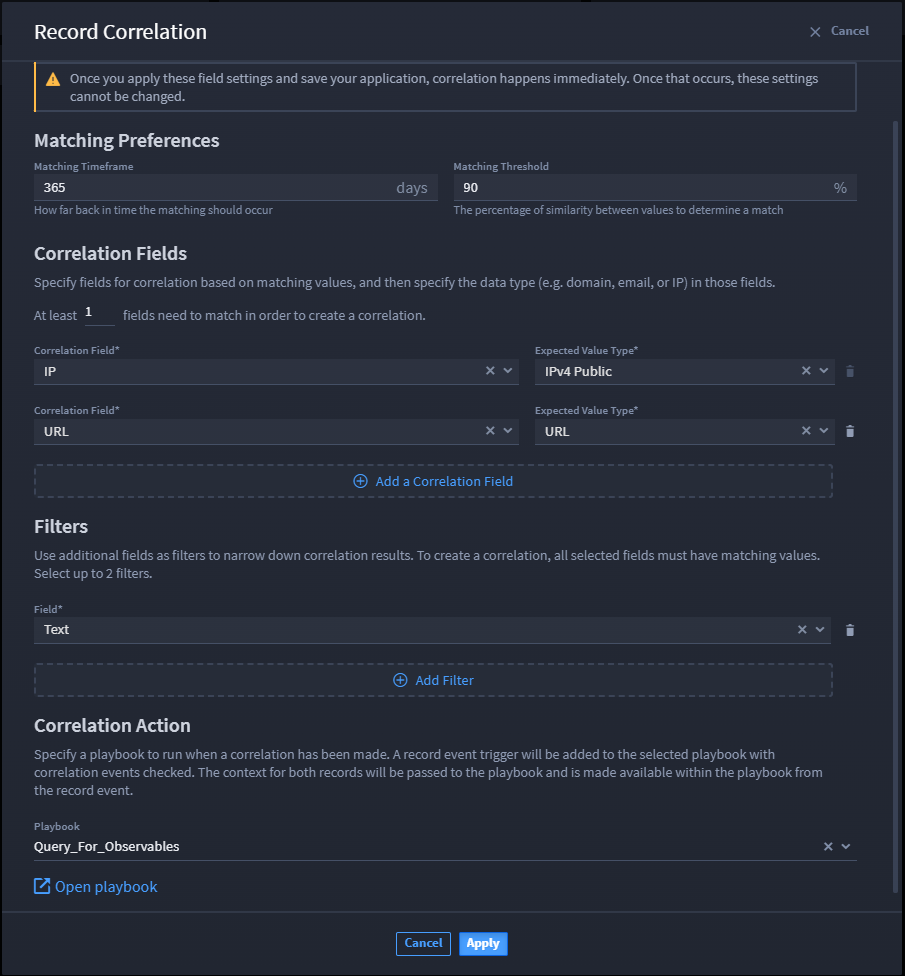 Record Correlation
Cancel
Once you apply these field settings and save your application, correlation happens immediately. Once that occurs, these settings
cannot be changed.
Matching Preferences
Matching Timeframe
Matching Threshold
365 days
90 %
How far back in time the matching should occur
The percentage of similarity between values to determine a match
Correlation Fields
Specify fields for correlation based on matching values, and then specify the data type (e.g. domain, email, or IP) in those fields.
At least 1 fields need to match in order to create a correlation.
Correlation Field*
Expected Value Type*
IP
IPv4 Public
Correlation Field*
Expected Value Type*
URL
URL
Add a Correlation Field
Filters
Use additional fields as filters to narrow down correlation results. To create a correlation, all selected fields must have matching values.
Select up to 2 filters.
Field*
Text
Add Filter
Correlation Action
Specify a playbook to run when a correlation has been made. A record event trigger will be added to the selected playbook with
correlation events checked. The context for both records will be passed to the playbook and is made available within the playbook from
the record event.
Playbook
Query_For_Observables
Open playbook
Cancel
Apply